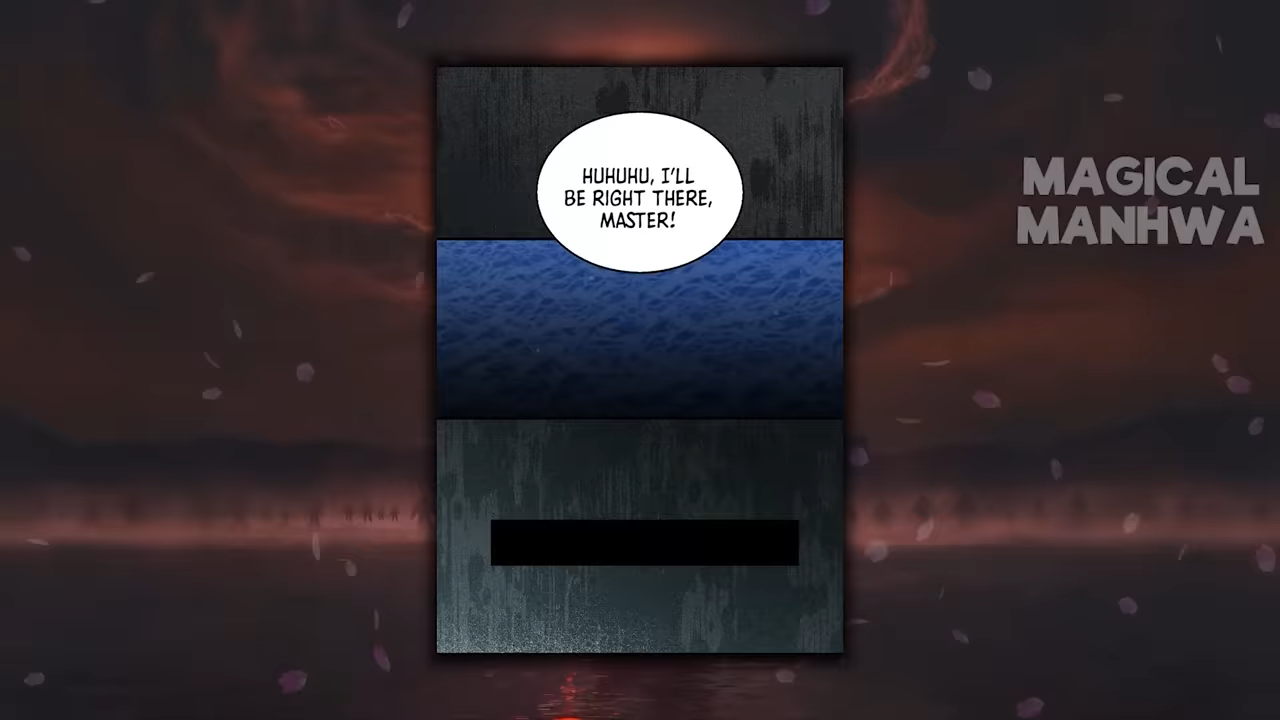 HUHUHU, I'LL
BE RIGHT THERE,
MASTER!
MAGICAL
MANHWA